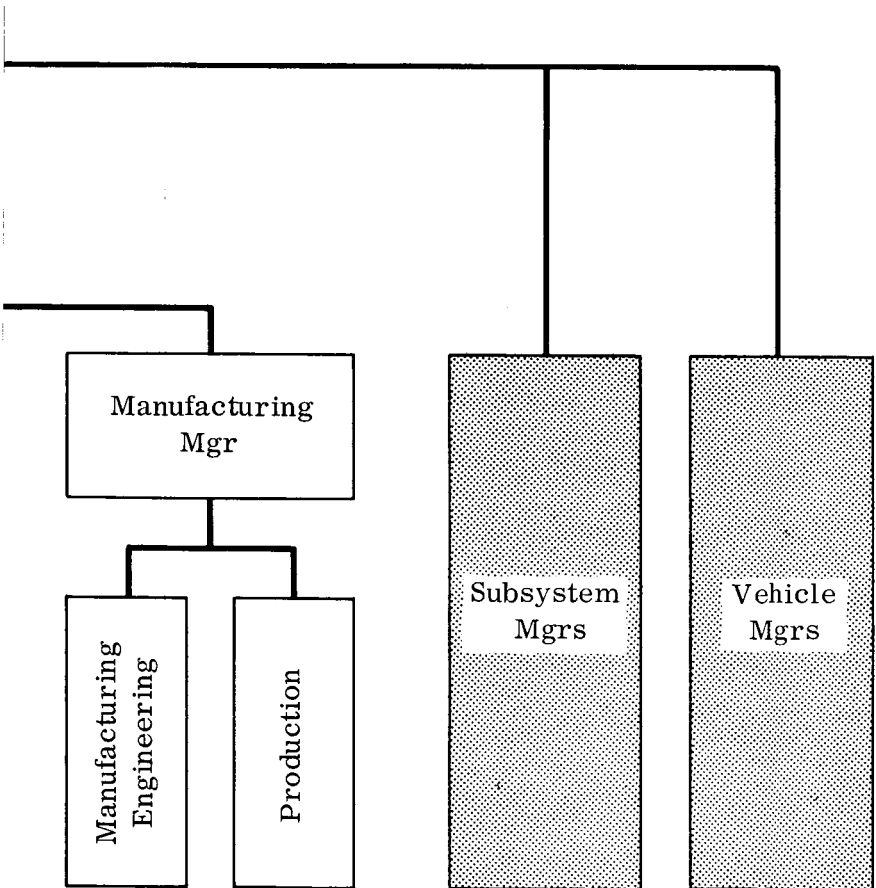 Manufacturing
Mgr
Manufacturing
Engineering
Production
Subsystem
Mgrs
Vehicle
Mgrs